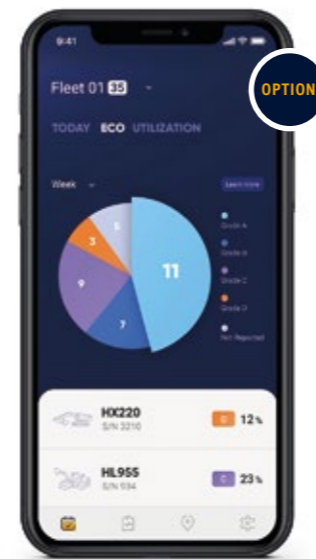 9:41
Fleet 01 35
OPTION
TODAY ECO UTILIZATION
Week
Learn more
5
3
11
9
7
Grade A
Grade B
Grade C
Grade D
Not Reported
HX220
S/N 3210
12%
HL955
S/N 934
C 23%